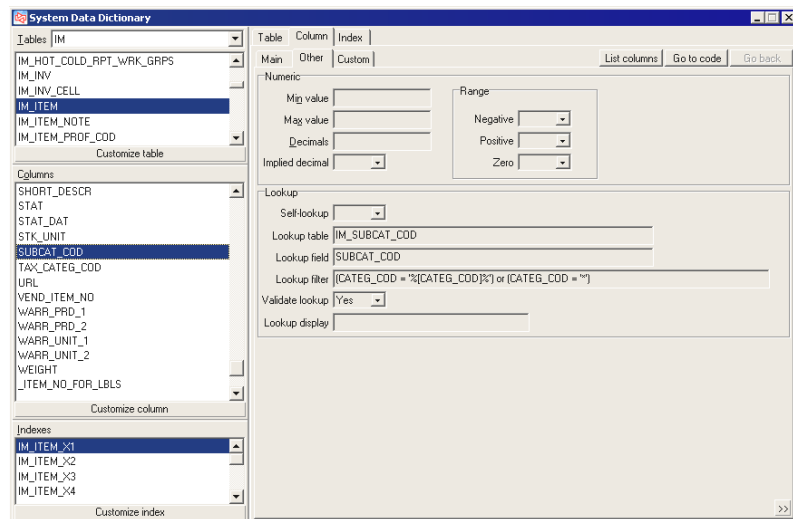 System Data Dictionary
Tables IM
IM_HOT_COLD_RPT_WRK_GRPS
IM_INV
IM_INV_CELL
IM_ITEM
IM_ITEM_NOTE
IM_ITEM_PROF_COD
Customize table
Columns
SHORT_DESCR
STAT
STAT_DAT
STK_UNIT
SUBCAT_COD
TAX_CATEG_COD
URL
VEND_ITEM_NO
WARR_PRD_1
WARR_PRD_2
WARR_UNIT_1
WARR_UNIT_2
WEIGHT
_ITEM_NO_FOR_LBLS
Customize column
Indexes
IM_ITEM_X1
IM_ITEM_X2
IM_ITEM_X3
IM_ITEM_X4
Customize index
Table Column Index
Main Other Custom List columns Go to code Go back
Numeric
Min value
Max value
Decimals
Implied decimal
Range
Negative
Positive
Zero
Lookup
Self-lookup
Lookup table IM_SUBCAT_COD
Lookup field SUBCAT_COD
Lookup filter (CATEG_COD = '%[CATEG_COD]%') or (CATEG_COD = '*')
Validate lookup Yes
Lookup display
>>